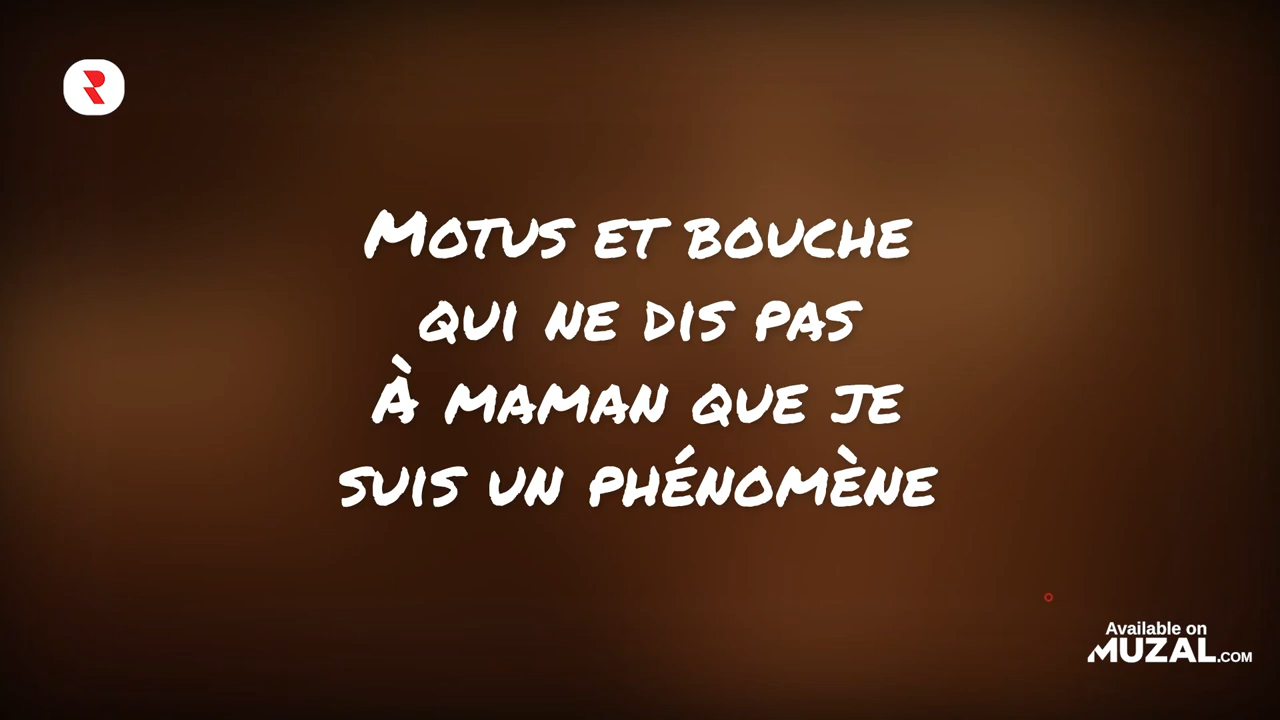 Motus et bouche
qui ne dis pas
À maman que je
suis un phénomène
Available on
MUZAL.COM